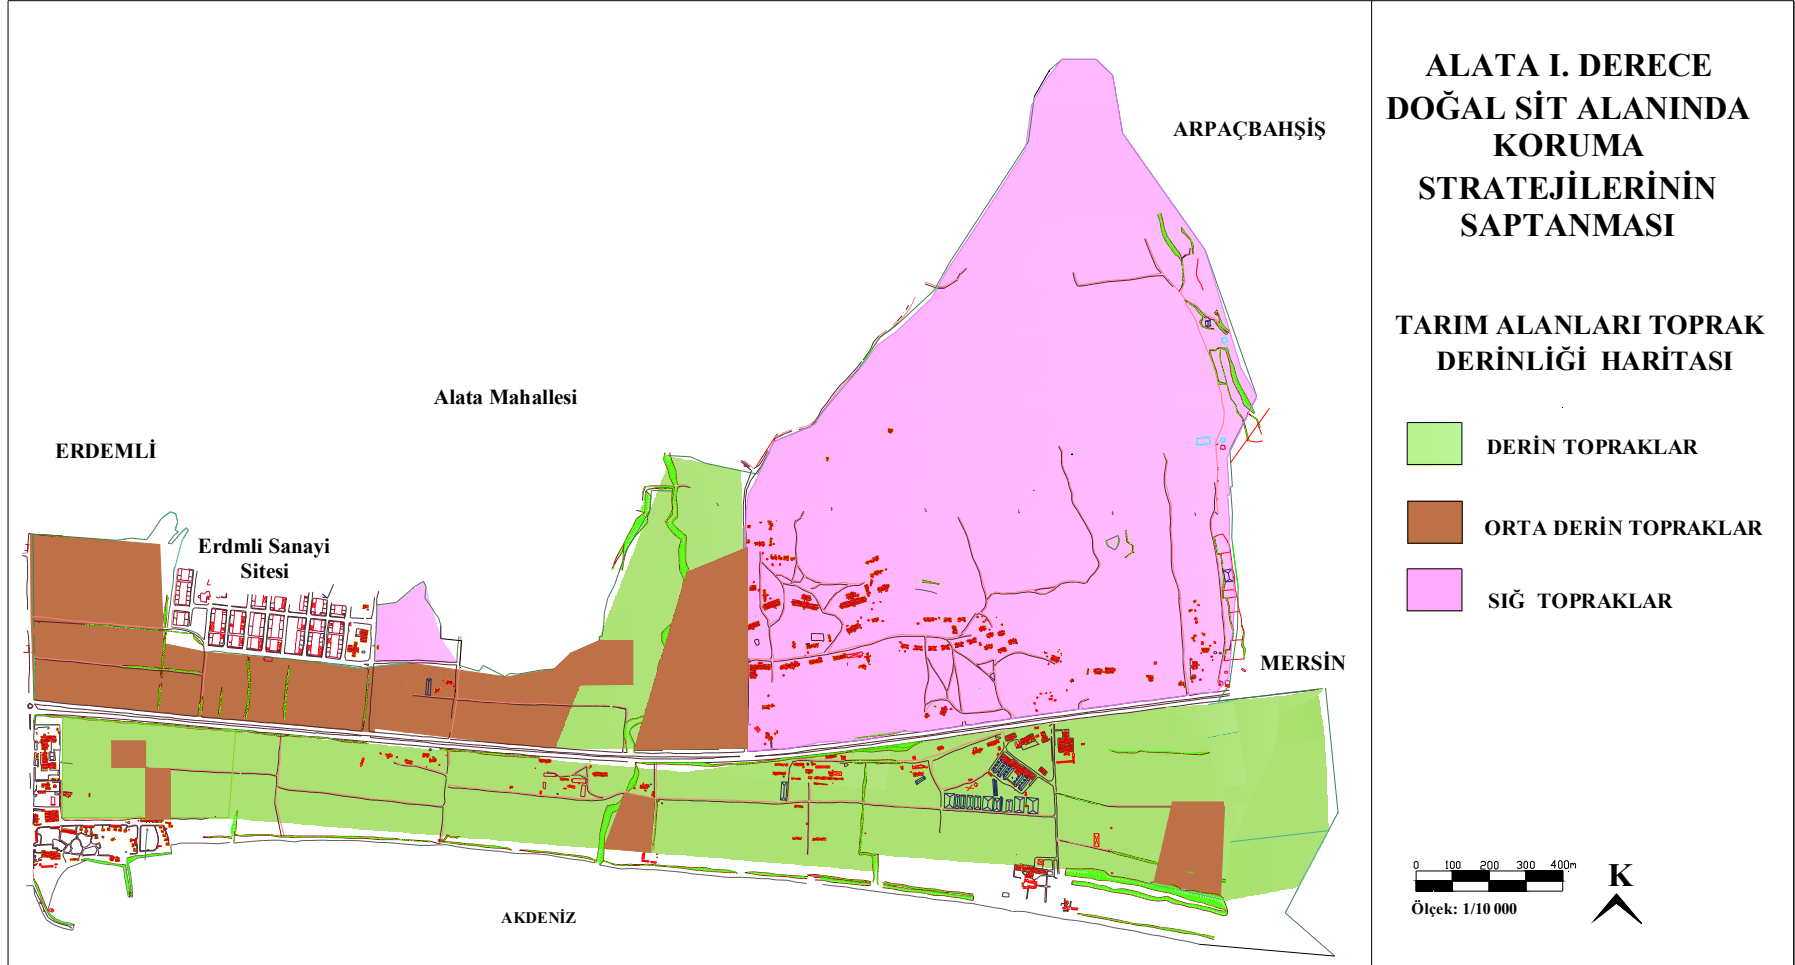 ALATA I. DERECE
DOĞAL SİT ALANINDA
KORUMA
STRATEJİLERİNİN
SAPTANMASI
TARIM ALANLARI TOPRAK
DERİNLİĞİ HARİTASI
DERİN TOPRAKLAR
ORTA DERİN TOPRAKLAR
SIĞ TOPRAKLAR
0 100 200 300 400m
Ölçek: 1/10 000
K
ARPAÇBAHŞİŞ
Alata Mahallesi
ERDEMLİ
Erdmli Sanayi
Sitesi
MERSİN
AKDENİZ